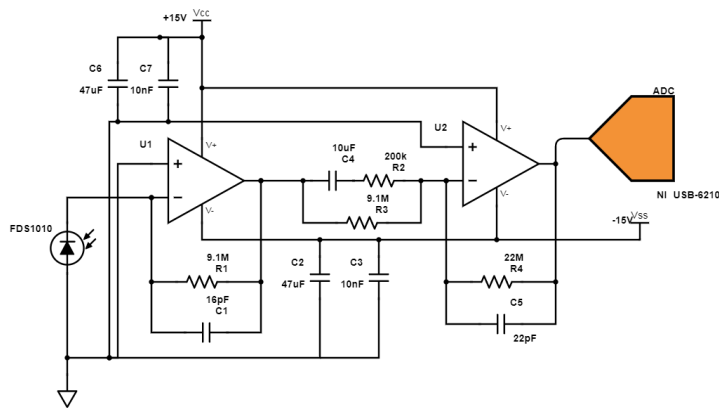 +15V
Vcc
C6
C7
47uF
10nF
ADC
U1
U2
V+
V+
10uF
C4
200k
R2
+
+
-
-
9.1M
R3
NI USB-6210
V-
V-
FDS1010
-15V
Vss
9.1M
R1
C2
C3
47uF
10nF
22M
R4
16pF
C1
C5
22pF